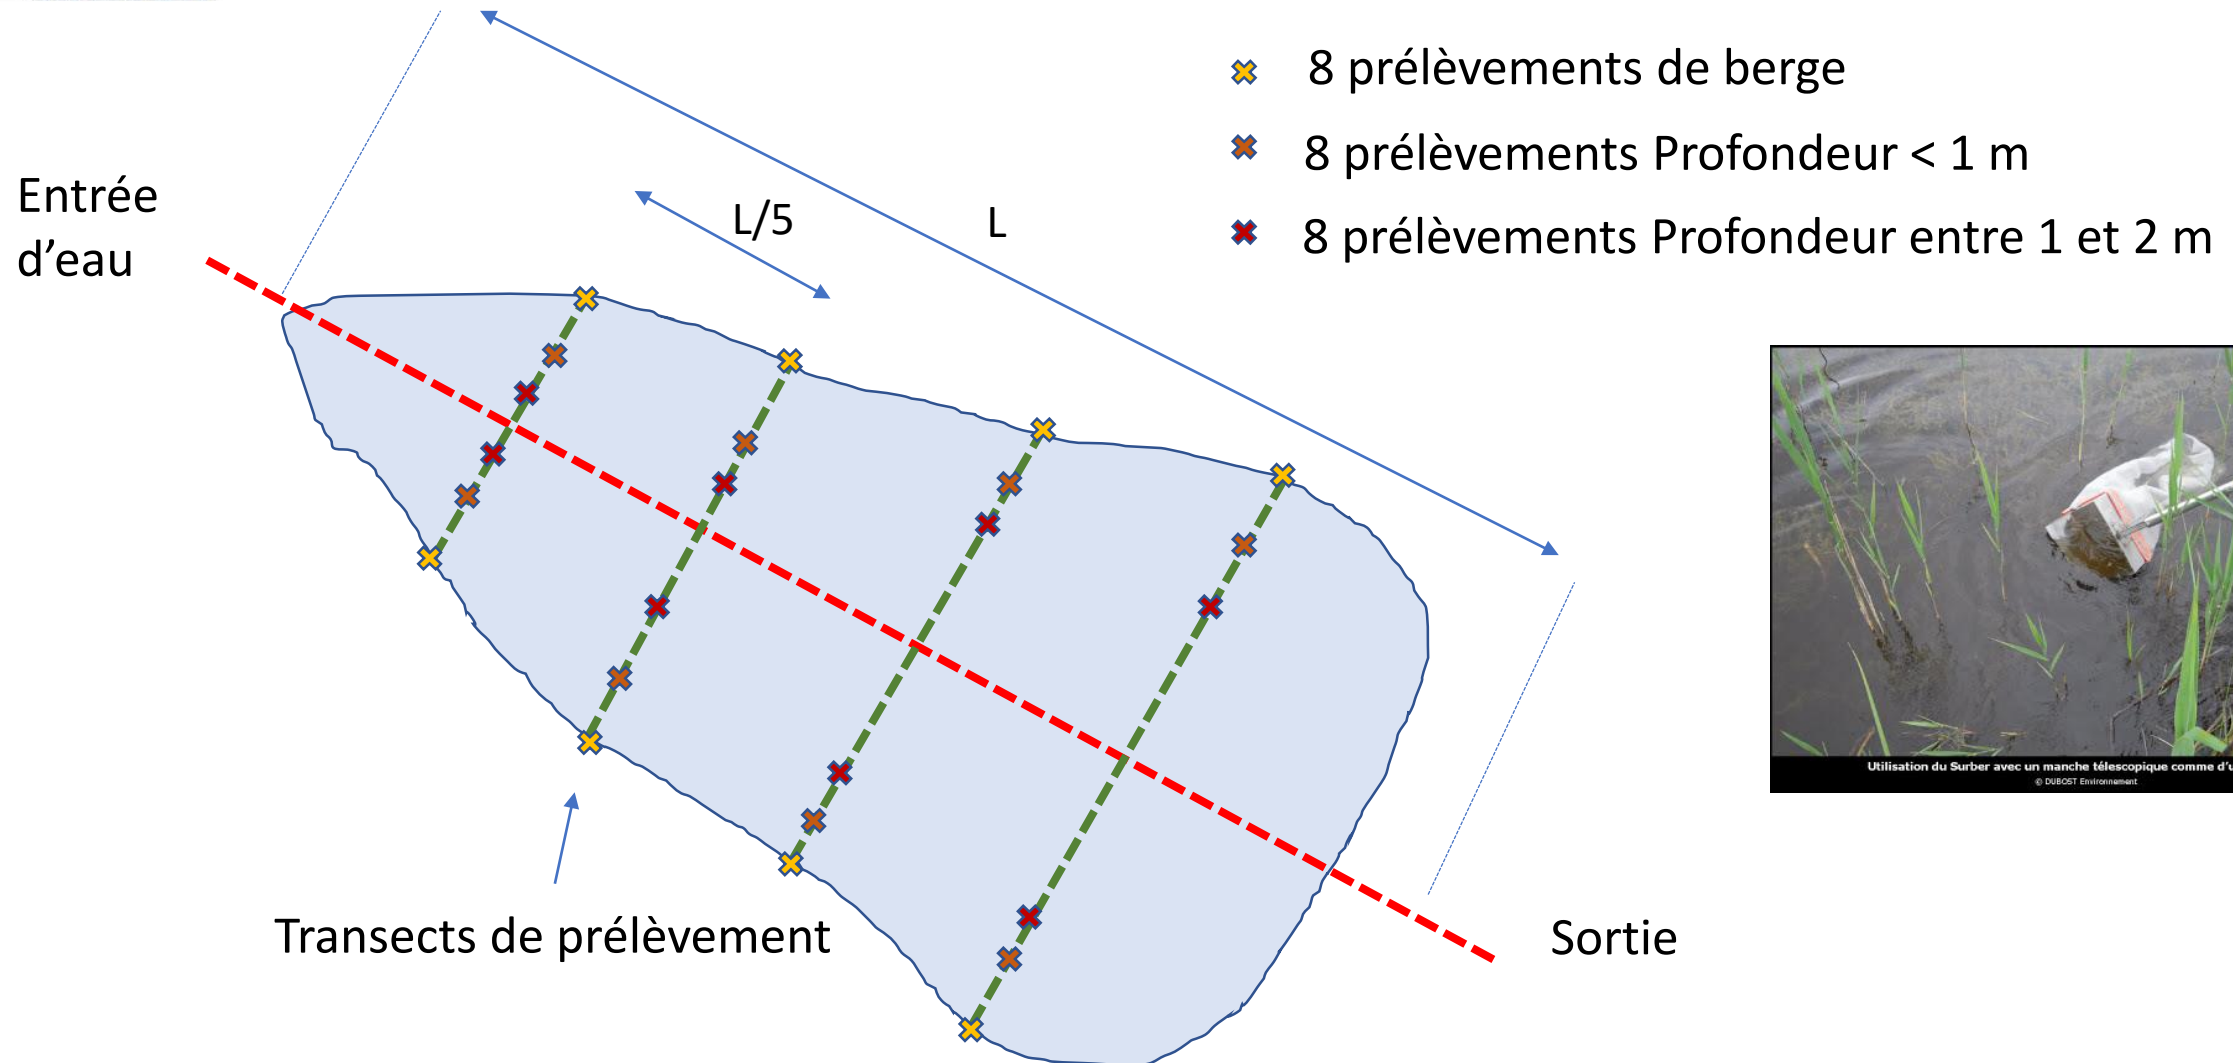 8 prélèvements de berge
8 prélèvements Profondeur < 1 m
8 prélèvements Profondeur entre 1 et 2 m
Entrée
d’eau
L/5
L
Transects de prélèvement
Sortie
Utilisation du Surber avec un manche télescopique comme d'u
© DUBOST Environnement